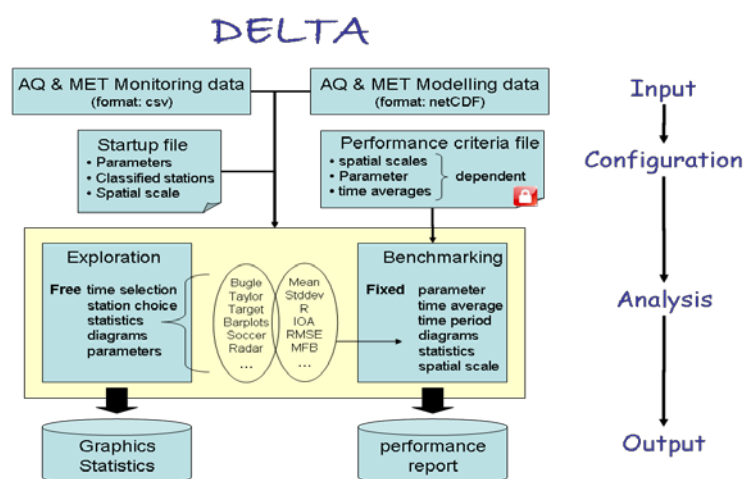 DELTA
AQ & MET Monitoring data
(format: csv)
AQ & MET Modelling data
(format: netCDF)
Input
Startup file
• Parameters
• Classified stations
• Spatial scale
Performance criteria file
• spatial scales
• Parameter
• time averages
dependent
Configuration
Exploration
Free time selection
station choice
statistics
diagrams
parameters
Bugle
Taylor
Target
Barplots
Soccer
Radar
...
Mean
Stddev
R
IOA
RMSE
MFB
...
Benchmarking
Fixed parameter
time average
time period
diagrams
statistics
spatial scale
Analysis
Graphics
Statistics
performance
report
Output